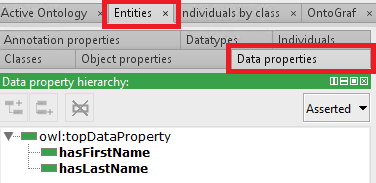 Active Ontology × Entities × Individuals by class × OntoGraf ×
Annotation properties Datatypes Individuals
Classes Object properties Data properties
Data property hierarchy:
Asserted
owl:topDataProperty
hasFirstName
hasLastName